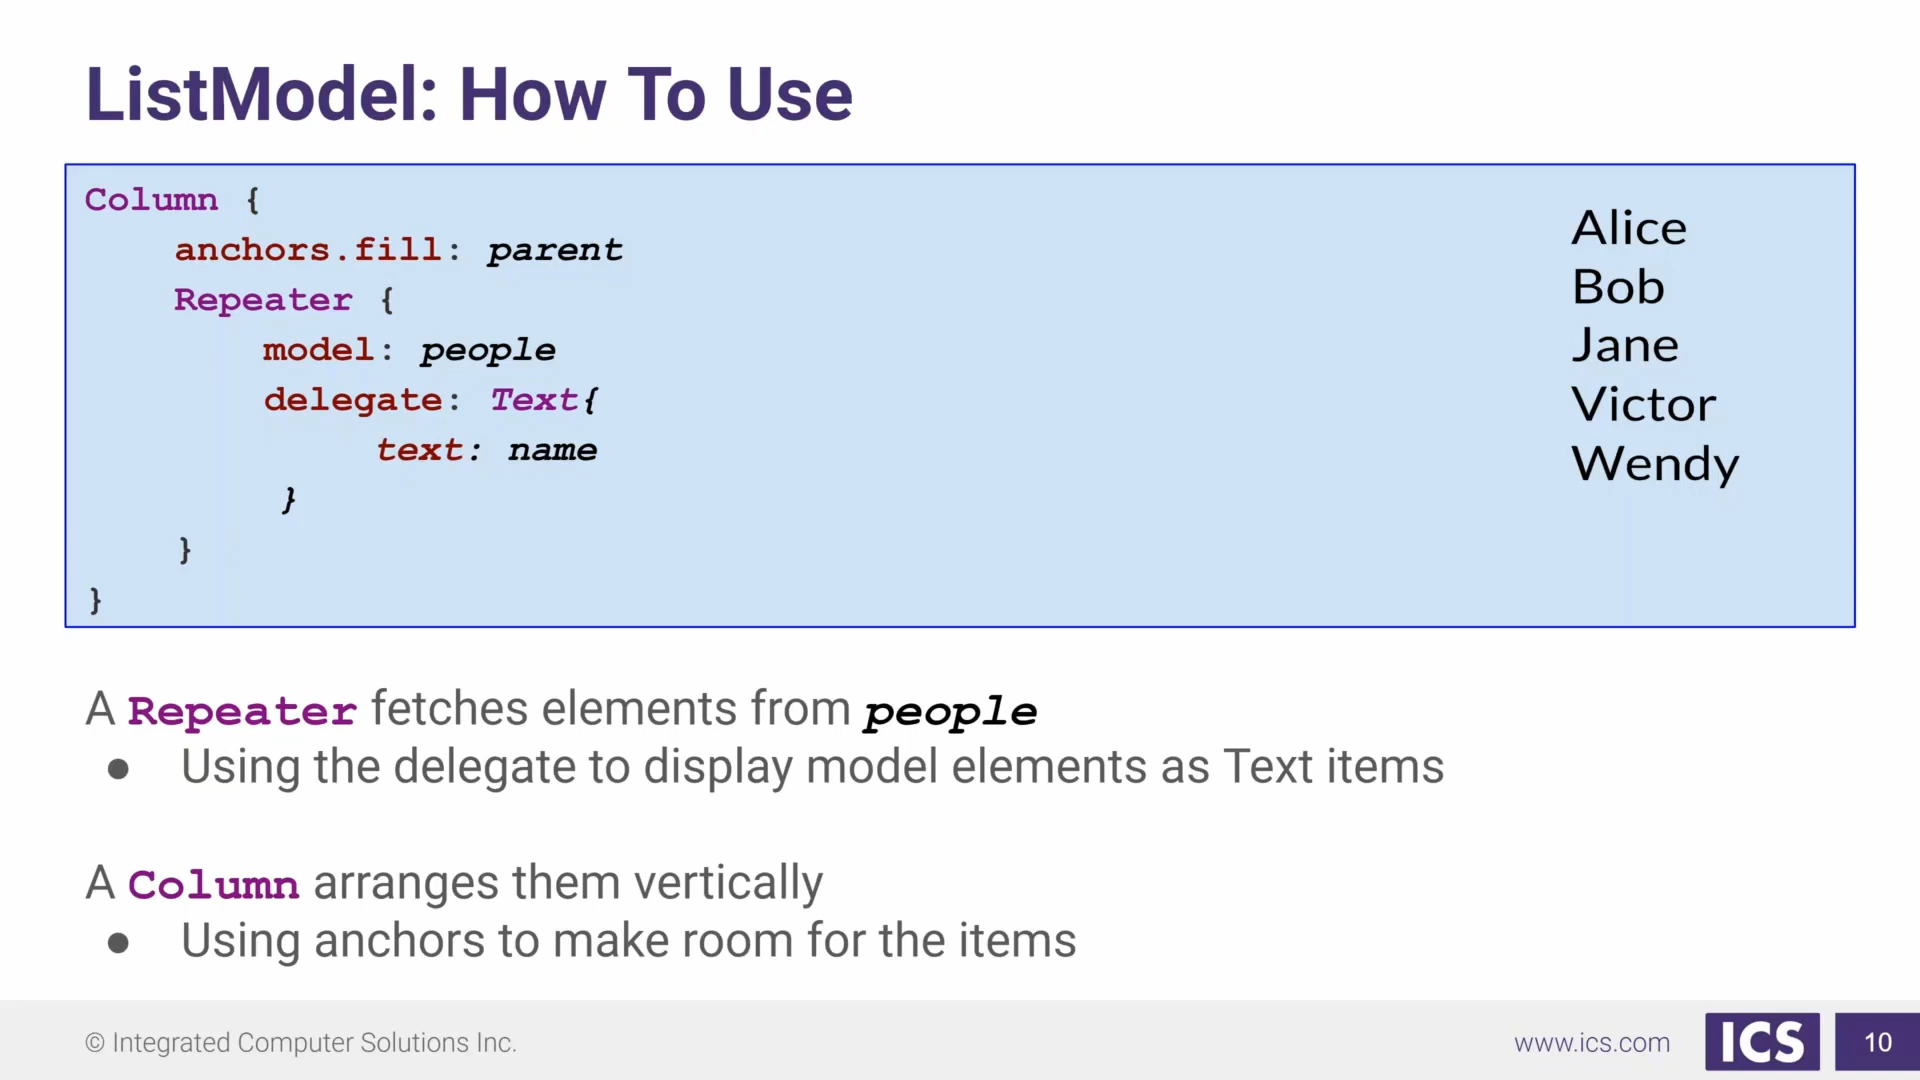 ListModel: How To Use
Column {
anchors.fill: parent
Repeater {
model: people
delegate: Text{
text: name
}
}
}
Alice
Bob
Jane
Victor
Wendy
A Repeater fetches elements from people
● Using the delegate to display model elements as Text items
A Column arranges them vertically
● Using anchors to make room for the items
© Integrated Computer Solutions Inc.
www.ics.com
ICS
10